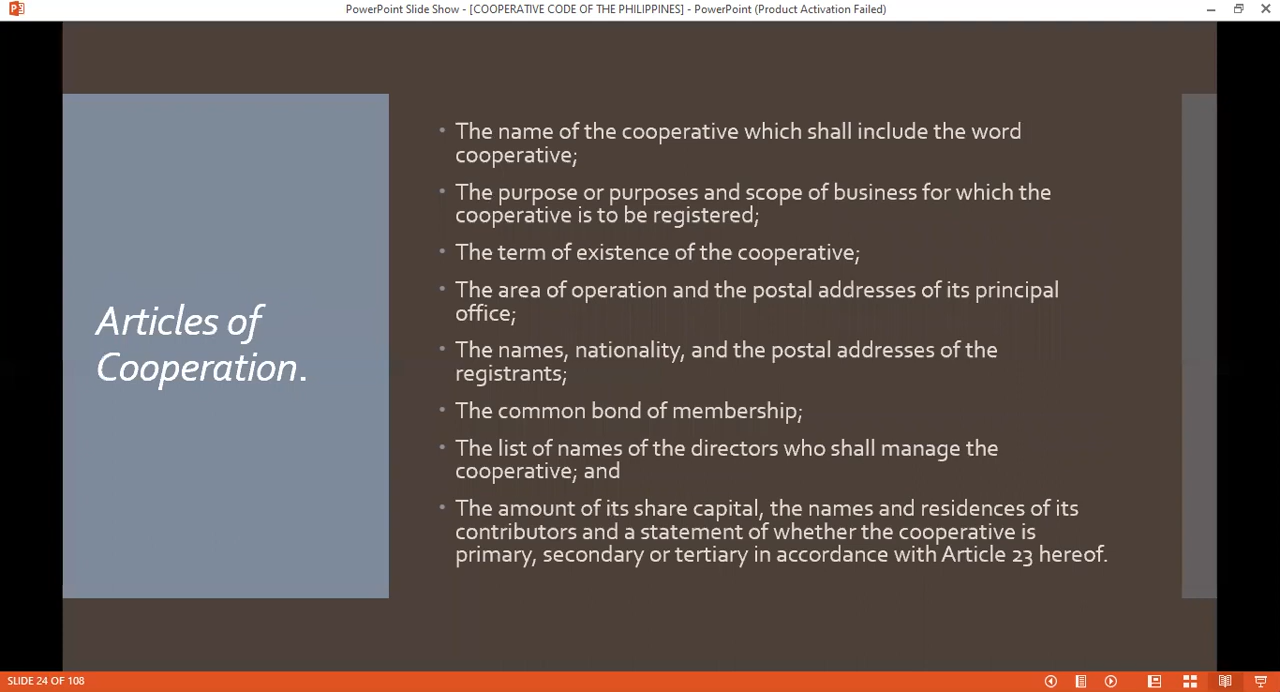 PowerPoint Slide Show - [COOPERATIVE CODE OF THE PHILIPPINES] - PowerPoint (Product Activation Failed)
Articles of
Cooperation.
• The name of the cooperative which shall include the word
cooperative;
• The purpose or purposes and scope of business for which the
cooperative is to be registered;
• The term of existence of the cooperative;
• The area of operation and the postal addresses of its principal
office;
• The names, nationality, and the postal addresses of the
registrants;
• The common bond of membership;
• The list of names of the directors who shall manage the
cooperative; and
• The amount of its share capital, the names and residences of its
contributors and a statement of whether the cooperative is
primary, secondary or tertiary in accordance with Article 23 hereof.
SLIDE 24 OF 108